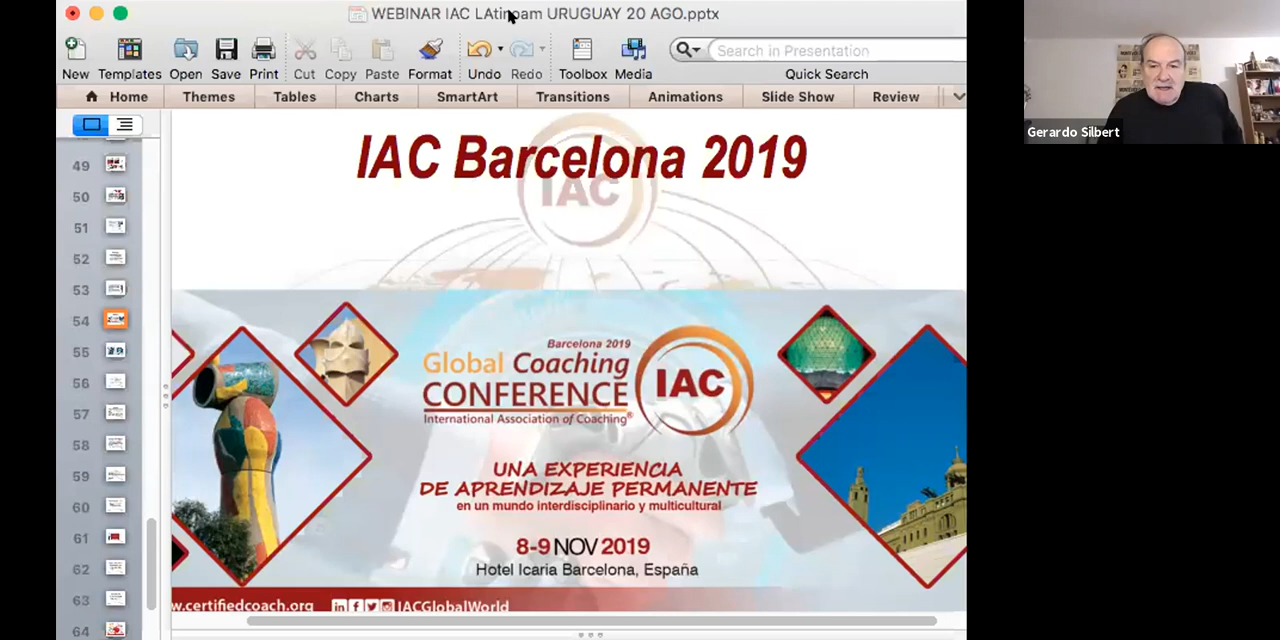 WEBINAR IAC LAtinoam URUGUAY 20 AGO.pptx
New Templates Open Save Print Cut Copy Paste Format Undo Redo Toolbox Media
Search in Presentation
Quick Search
Home Themes Tables Charts SmartArt Transitions Animations Slide Show Review
49
50
51
52
53
54
55
56
57
58
59
60
61
62
63
64
IAC Barcelona 2019
IAC
Barcelona 2019
Global Coaching
CONFERENCE
International Association of Coaching®
IAC
UNA EXPERIENCIA
DE APRENDIZAJE PERMANENTE
en un mundo interdisciplinario y multicultural
8-9 NOV 2019
Hotel Icaria Barcelona, España
w.certifiedcoach.org IACGlobalWorld
Gerardo Silbert